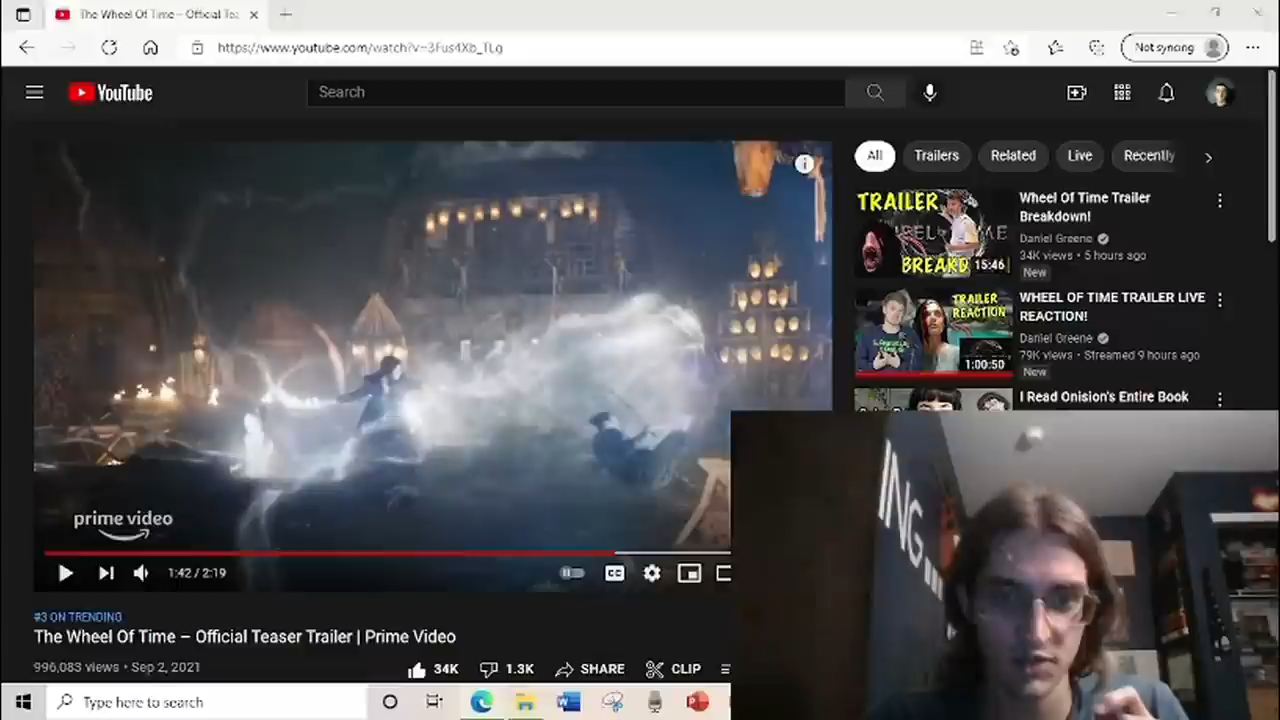 The Wheel Of Time – Official Tea
https://www.youtube.com/watch?v=3Fus4Xb_TLg
Not syncing
YouTube
Search
All
Trailers
Related
Live
Recently
TRAILER
BREAKD
15:46
Wheel Of Time Trailer
Breakdown!
Daniel Greene
34K views • 5 hours ago
New
TRAILER
REACTION
1:00:50
WHEEL OF TIME TRAILER LIVE
REACTION!
Daniel Greene
79K views • Streamed 9 hours ago
New
I Read Onision's Entire Book
prime video
1:42 / 2:19
CC
#3 ON TRENDING
The Wheel Of Time – Official Teaser Trailer | Prime Video
996,083 views • Sep 2, 2021
34K
1.3K
SHARE
CLIP
ING...
Type here to search